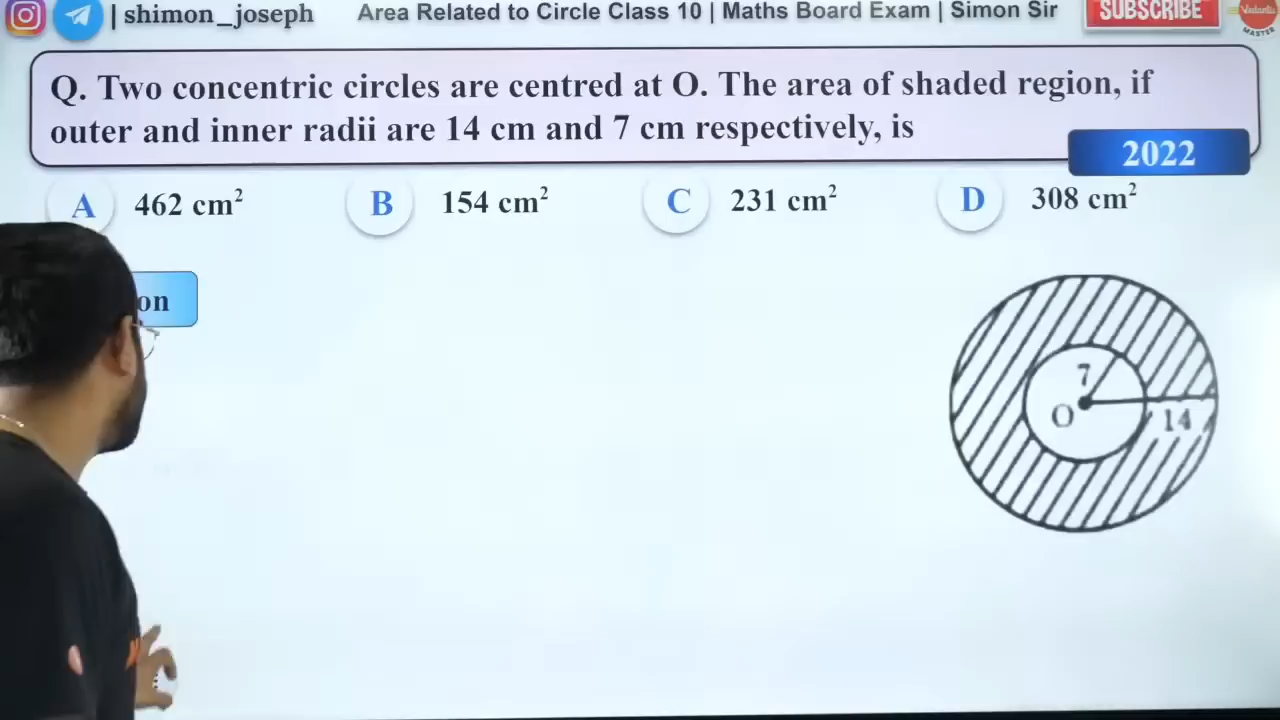 | shimon_joseph
Area Related to Circle Class 10 | Maths Board Exam | Simon Sir
SUBSCRIBE
Vedantu
MASTER
Q. Two concentric circles are centred at O. The area of shaded region, if
outer and inner radii are 14 cm and 7 cm respectively, is
2022
A 462 cm²
B 154 cm²
C 231 cm²
D 308 cm²
on
7
O
14